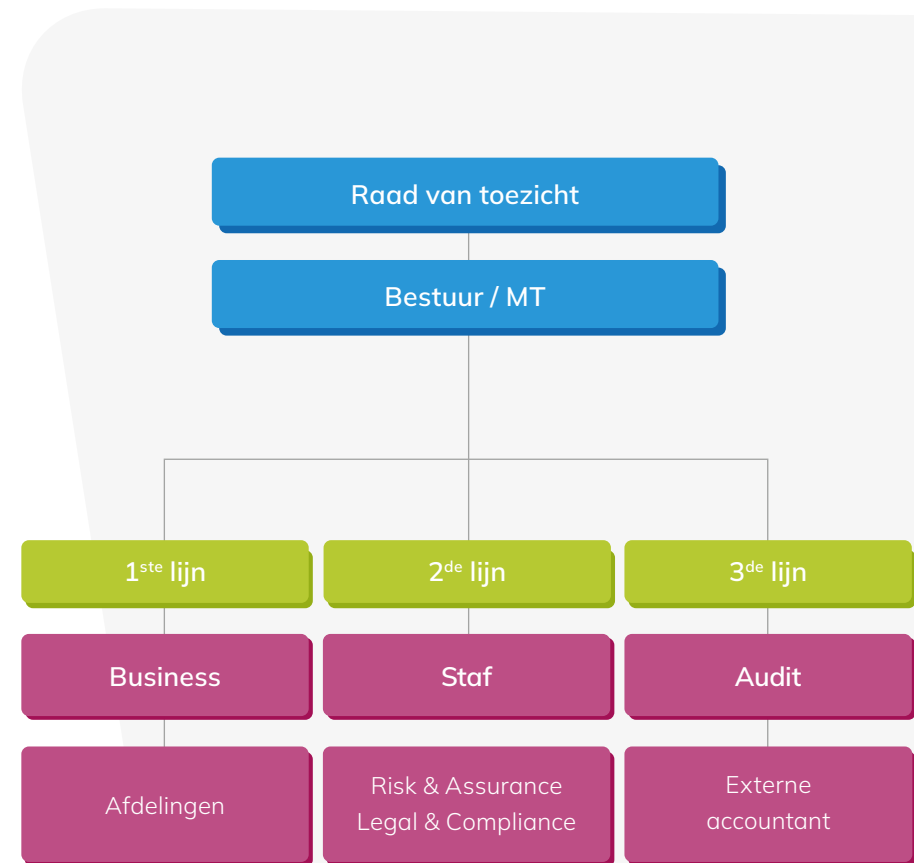 Raad van toezicht
Bestuur / MT
1ste lijn
2de lijn
3de lijn
Business
Staf
Audit
Afdelingen
Risk & Assurance
Legal & Compliance
Externe
accountant